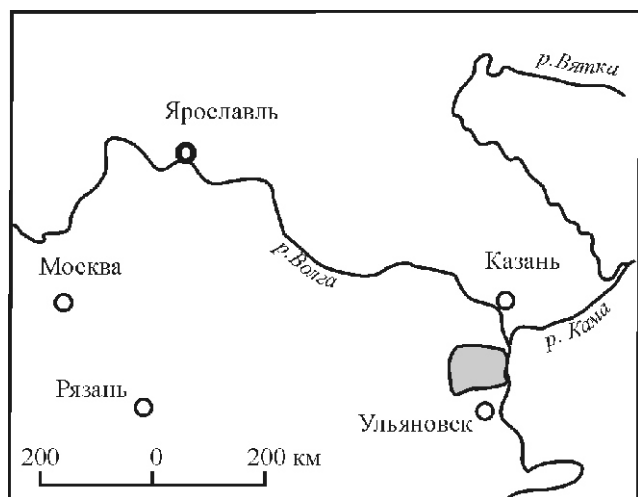 р.Вятка
Ярославль
р.Волга
Москва
Казань
р. Кама
Рязань
Ульяновск
200 0 200 км